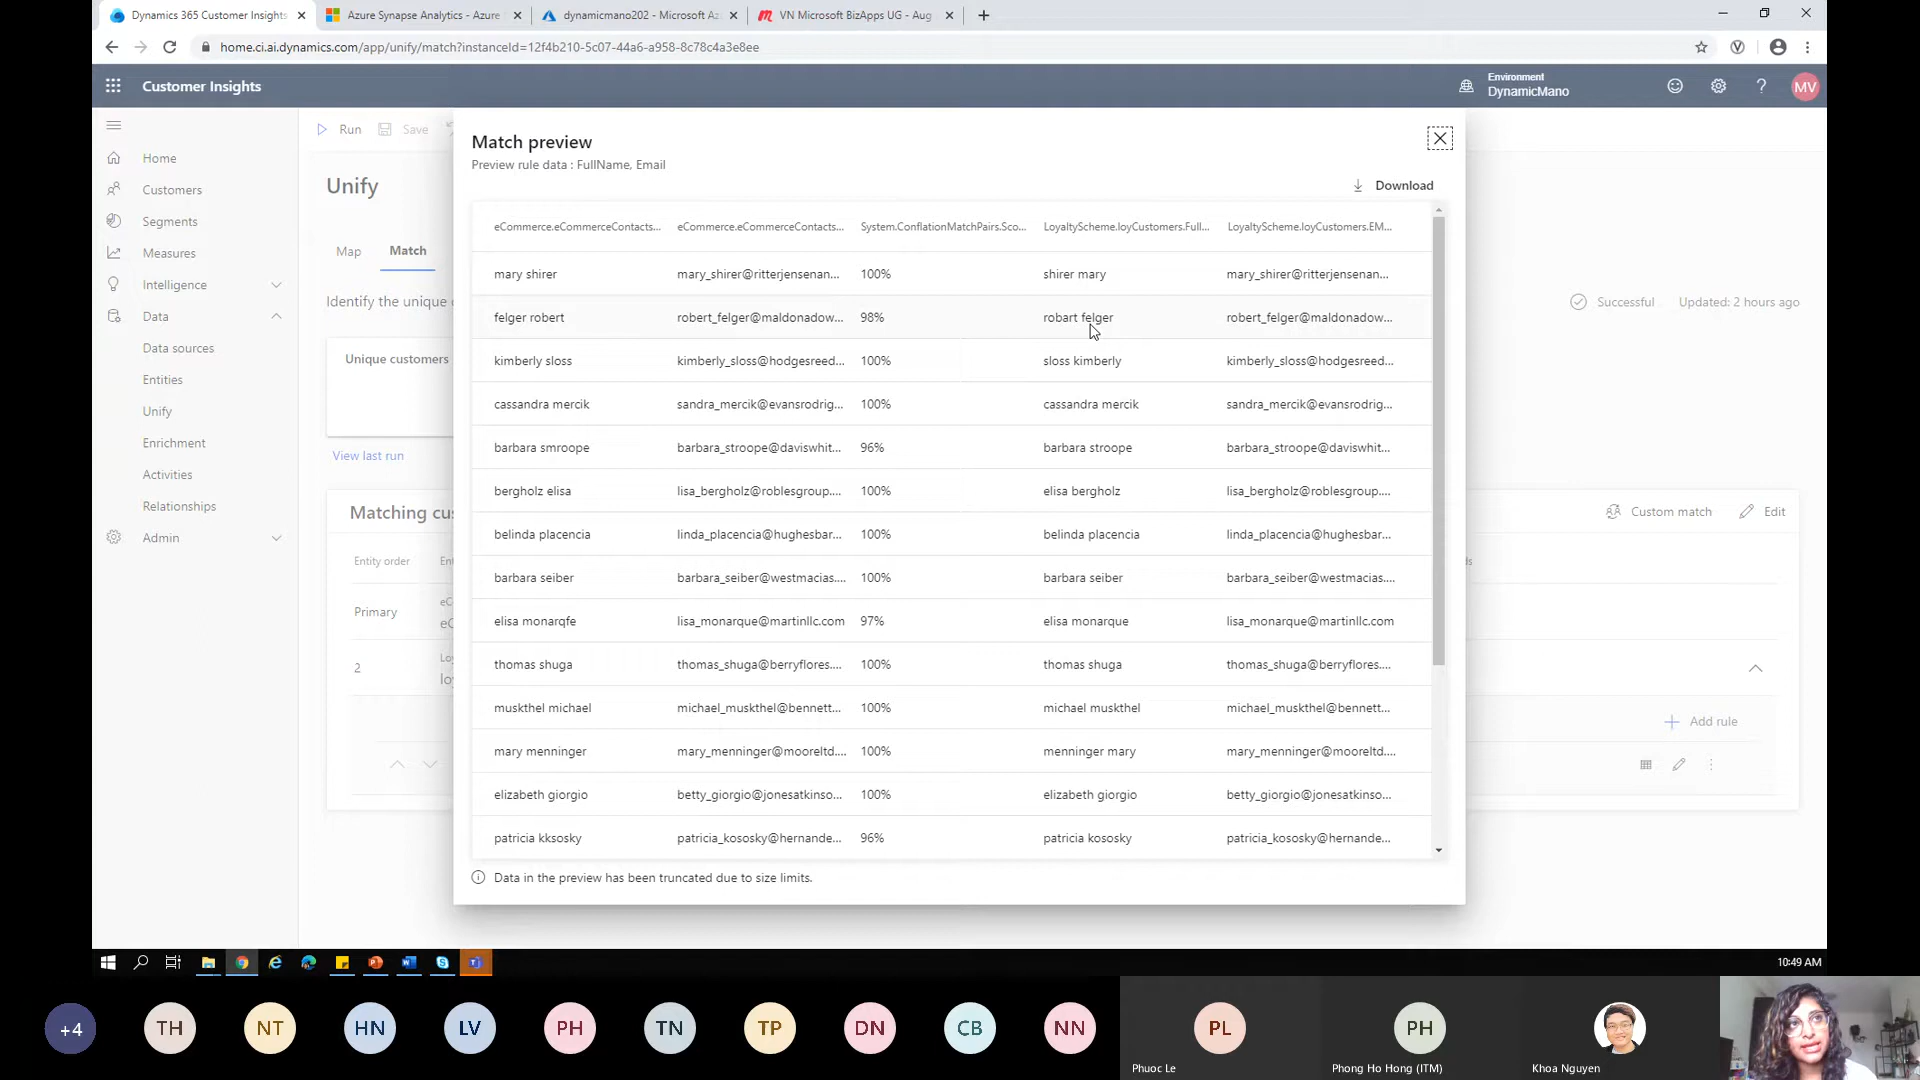 Dynamics 365 Customer Insights
Azure Synapse Analytics - Azure
dynamicmano202 - Microsoft Az
VN Microsoft BizApps UG - Aug
home.ci.ai.dynamics.com/app/unify/match?instanceId=12f4b210-5c07-44a6-a958-8c78c4a3e8ee
Customer Insights
Environment
DynamicMano
MV
Home
Customers
Segments
Measures
Intelligence
Data
Data sources
Entities
Unify
Enrichment
Activities
Relationships
Admin
Run
Save
Unify
Map
Match
Identify the unique
Successful
Updated: 2 hours ago
Unique customers
View last run
Matching cus
Custom match
Edit
Entity order
Ent
ds
Primary
eC
eC
2
Loy
loy
Add rule
Match preview
Preview rule data : FullName, Email
Download
eCommerce.eCommerceContacts... eCommerce.eCommerceContacts... System.ConflationMatchPairs.Sco... LoyaltyScheme.loyCustomers.Full... LoyaltyScheme.loyCustomers.EM...
mary shirer mary_shirer@ritterjensenan... 100% shirer mary mary_shirer@ritterjensenan...
felger robert robert_felger@maldonadow... 98% robart felger robert_felger@maldonadow...
kimberly sloss kimberly_sloss@hodgesreed... 100% sloss kimberly kimberly_sloss@hodgesreed...
cassandra mercik sandra_mercik@evansrodrig... 100% cassandra mercik sandra_mercik@evansrodrig...
barbara smroope barbara_stroope@daviswhit... 96% barbara stroope barbara_stroope@daviswhit...
bergholz elisa lisa_bergholz@roblesgroup.... 100% elisa bergholz lisa_bergholz@roblesgroup....
belinda placencia linda_placencia@hughesbar... 100% belinda placencia linda_placencia@hughesbar...
barbara seiber barbara_seiber@westmacias.... 100% barbara seiber barbara_seiber@westmacias....
elisa monarqfe lisa_monarque@martinllc.com 97% elisa monarque lisa_monarque@martinllc.com
thomas shuga thomas_shuga@berryflores.... 100% thomas shuga thomas_shuga@berryflores....
muskthel michael michael_muskthel@bennett... 100% michael muskthel michael_muskthel@bennett...
mary menninger mary_menninger@mooreltd.... 100% menninger mary mary_menninger@mooreltd....
elizabeth giorgio betty_giorgio@jonesatkinso... 100% elizabeth giorgio betty_giorgio@jonesatkinso...
patricia kksosky patricia_kososky@hernande... 96% patricia kososky patricia_kososky@hernande...
Data in the preview has been truncated due to size limits.
10:49 AM
+4 TH NT HN LV PH TN TP DN CB NN PL PH
Phuoc Le
Phong Ho Hong (ITM)
Khoa Nguyen